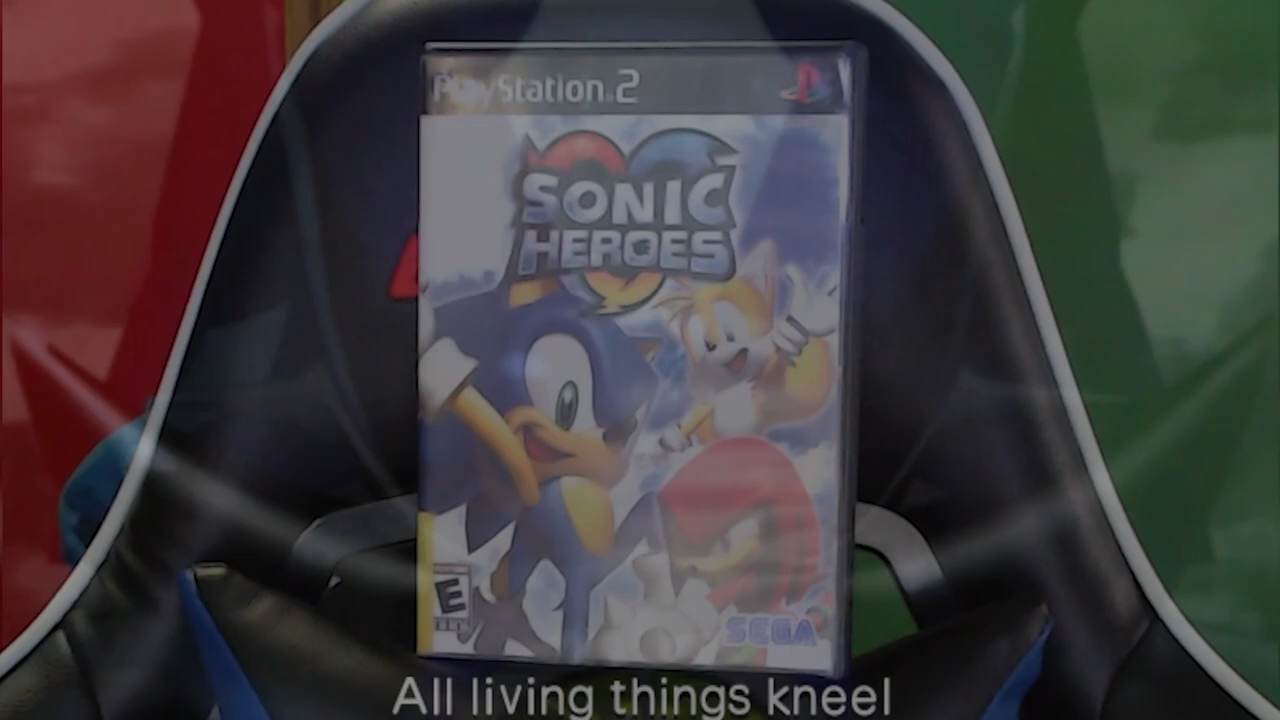 PlayStation.2
SONIC
HEROES
E
SEGA
All living things kneel